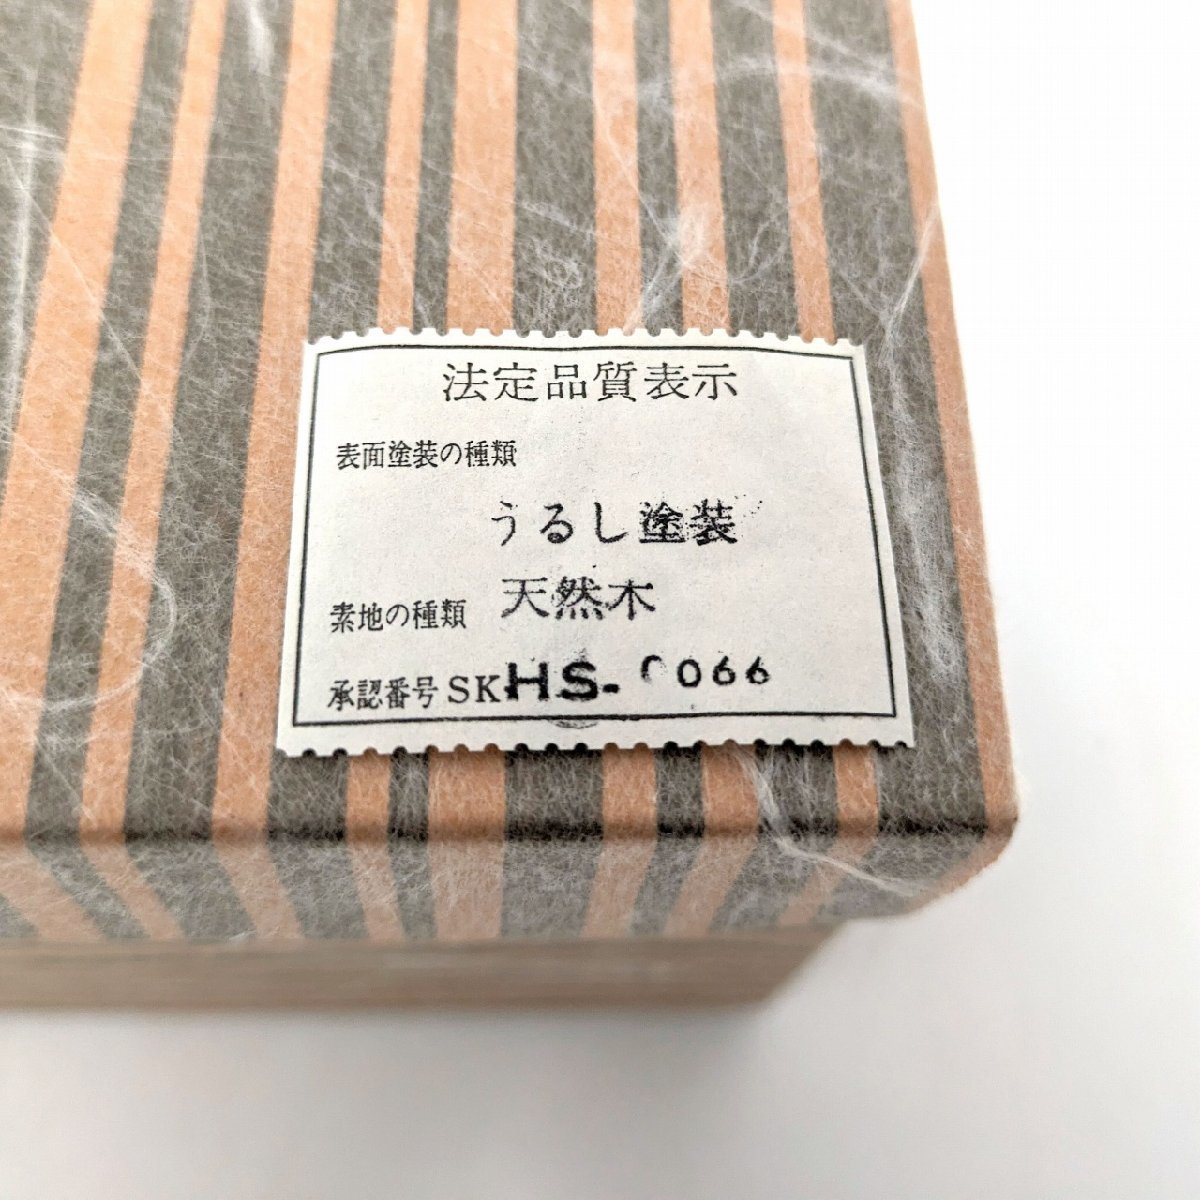 法定品質表示
表面塗装の種類
うるし塗装
素地の種類 天然木
承認番号 SKHS- 0066